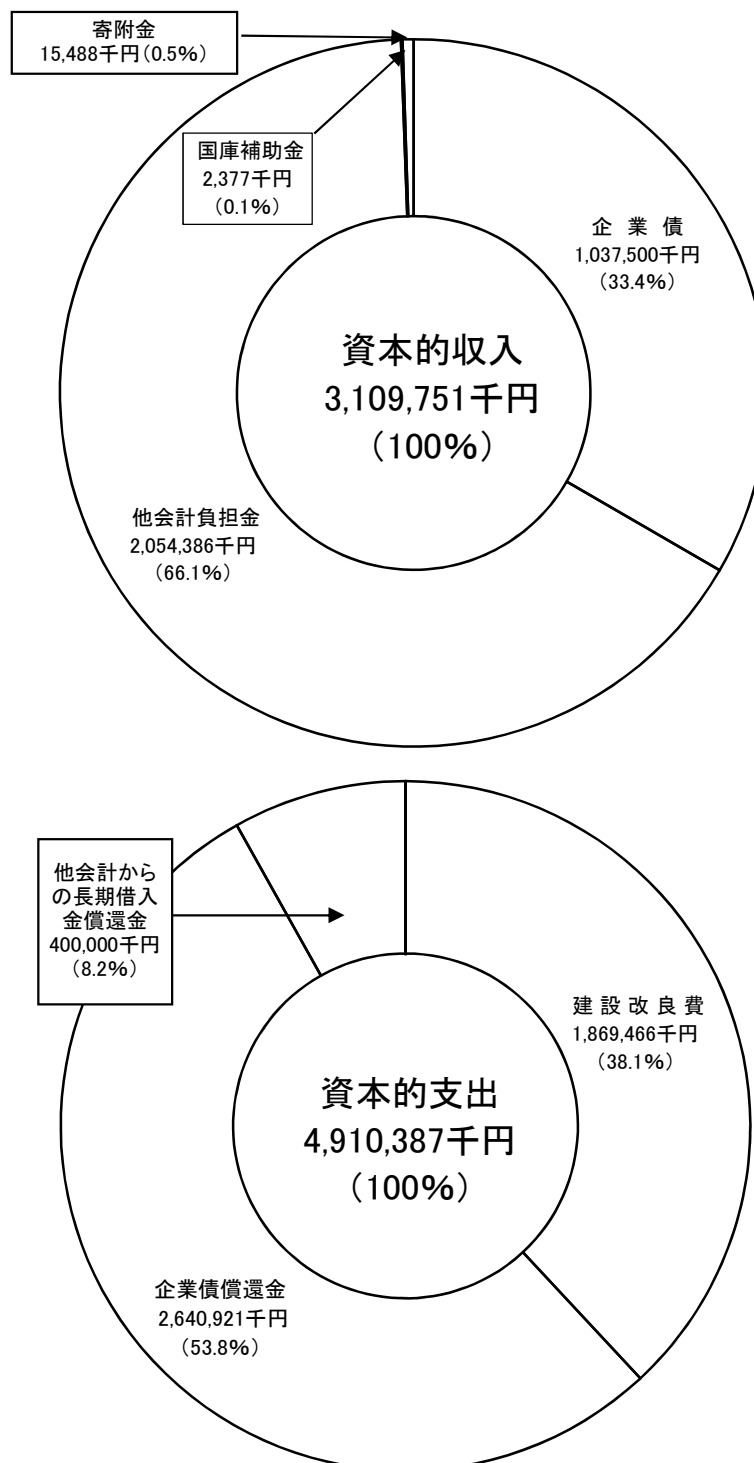 寄附金
15,488千円(0.5%)
国庫補助金
2,377千円
(0.1%)
企 業 債
1,037,500千円
(33.4%)
資本的収入
3,109,751千円
(100%)
他会計負担金
2,054,386千円
(66.1%)
他会計から
の長期借入
金償還金
400,000千円
(8.2%)
建 設 改 良 費
1,869,466千円
(38.1%)
資本的支出
4,910,387千円
(100%)
企業債償還金
2,640,921千円
(53.8%)